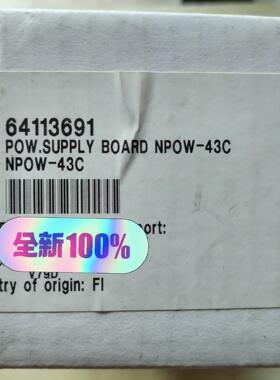 64113691
POW.SUPPLY BOARD NPOW-43C
NPOW-43C
port:
全新100%
try of origin: FI